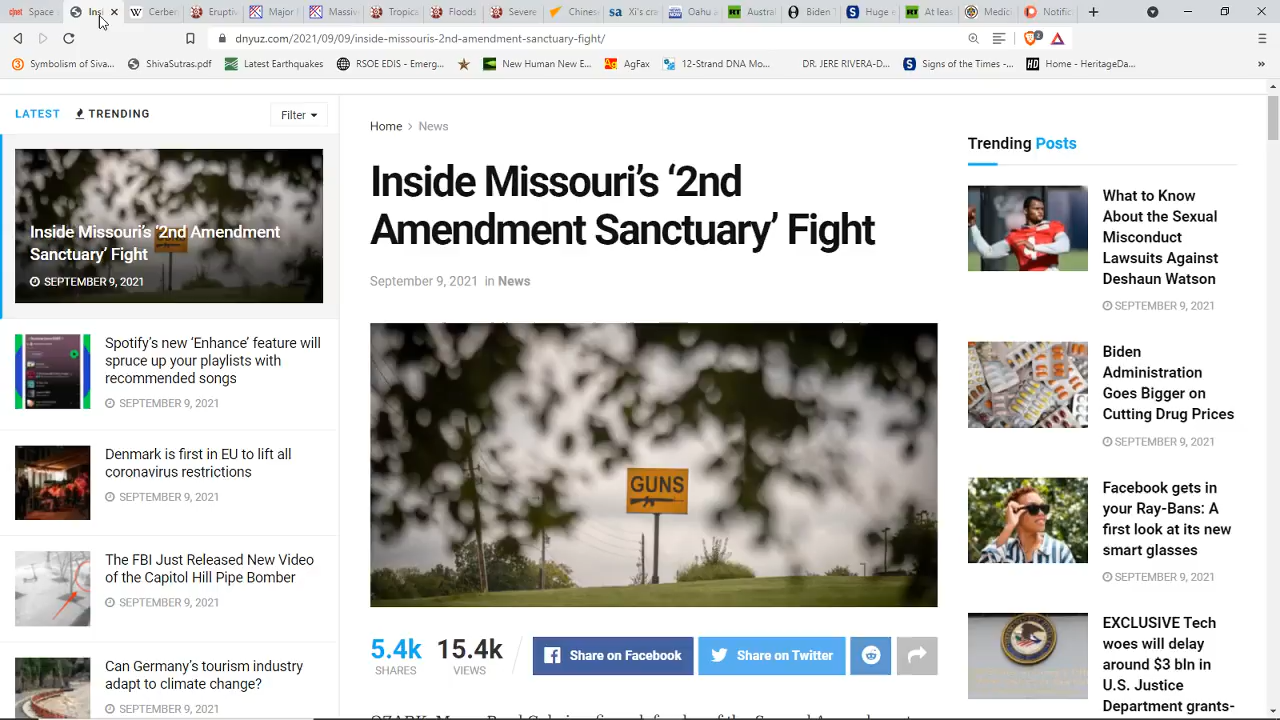 Space
Ins
Cerber
Erupti
Major
Massiv
Tropica
Floods
Severe
Chines
Xi's cr
Austral
Biden
Huge
At leas
Medic
Notific
dnyuz.com/2021/09/09/inside-missouris-2nd-amendment-sanctuary-fight/
2
Symbolism of Siva...
ShivaSutras.pdf
Latest Earthquakes
RSOE EDIS - Emerg...
New Human New E...
AgFax
12-Strand DNA Mo...
DR. JERE RIVERA-D...
Signs of the Times -...
Home - HeritageDa...
»
LATEST
TRENDING
Filter
Inside Missouri’s ‘2nd Amendment
Sanctuary’ Fight
SEPTEMBER 9, 2021
Spotify’s new ‘Enhance’ feature will
spruce up your playlists with
recommended songs
SEPTEMBER 9, 2021
Denmark is first in EU to lift all
coronavirus restrictions
SEPTEMBER 9, 2021
The FBI Just Released New Video
of the Capitol Hill Pipe Bomber
SEPTEMBER 9, 2021
Can Germany’s tourism industry
adapt to climate change?
SEPTEMBER 9, 2021
Home > News
Inside Missouri’s ‘2nd
Amendment Sanctuary’ Fight
September 9, 2021 in News
GUNS
5.4k
SHARES
15.4k
VIEWS
Share on Facebook
Share on Twitter
Trending Posts
What to Know
About the Sexual
Misconduct
Lawsuits Against
Deshaun Watson
SEPTEMBER 9, 2021
Biden
Administration
Goes Bigger on
Cutting Drug Prices
SEPTEMBER 9, 2021
Facebook gets in
your Ray-Bans: A
first look at its new
smart glasses
SEPTEMBER 9, 2021
EXCLUSIVE Tech
woes will delay
around $3 bln in
U.S. Justice
Department grants-